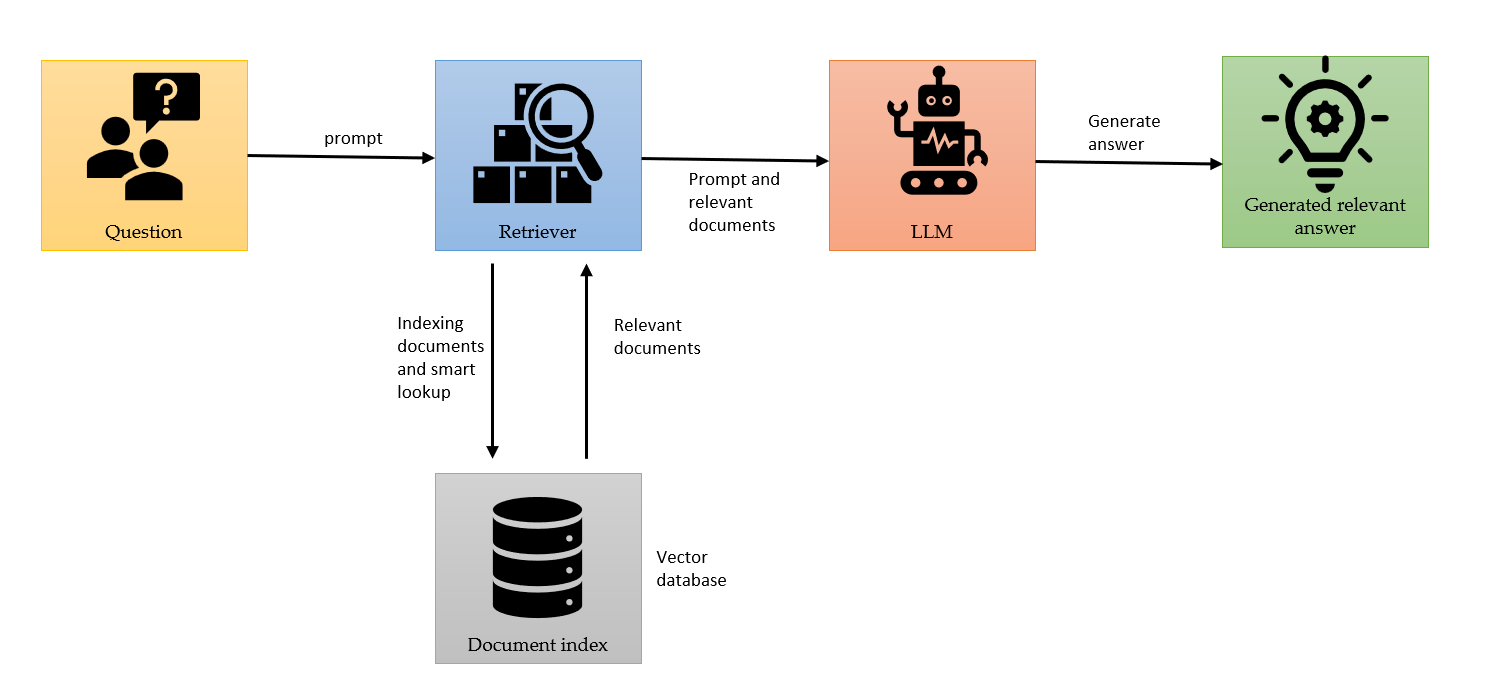 ?
prompt
Generate
answer
Prompt and
relevant
documents
Question
Retriever
LLM
Generated relevant
answer
Indexing
documents
and smart
lookup
Relevant
documents
Vector
database
Document index